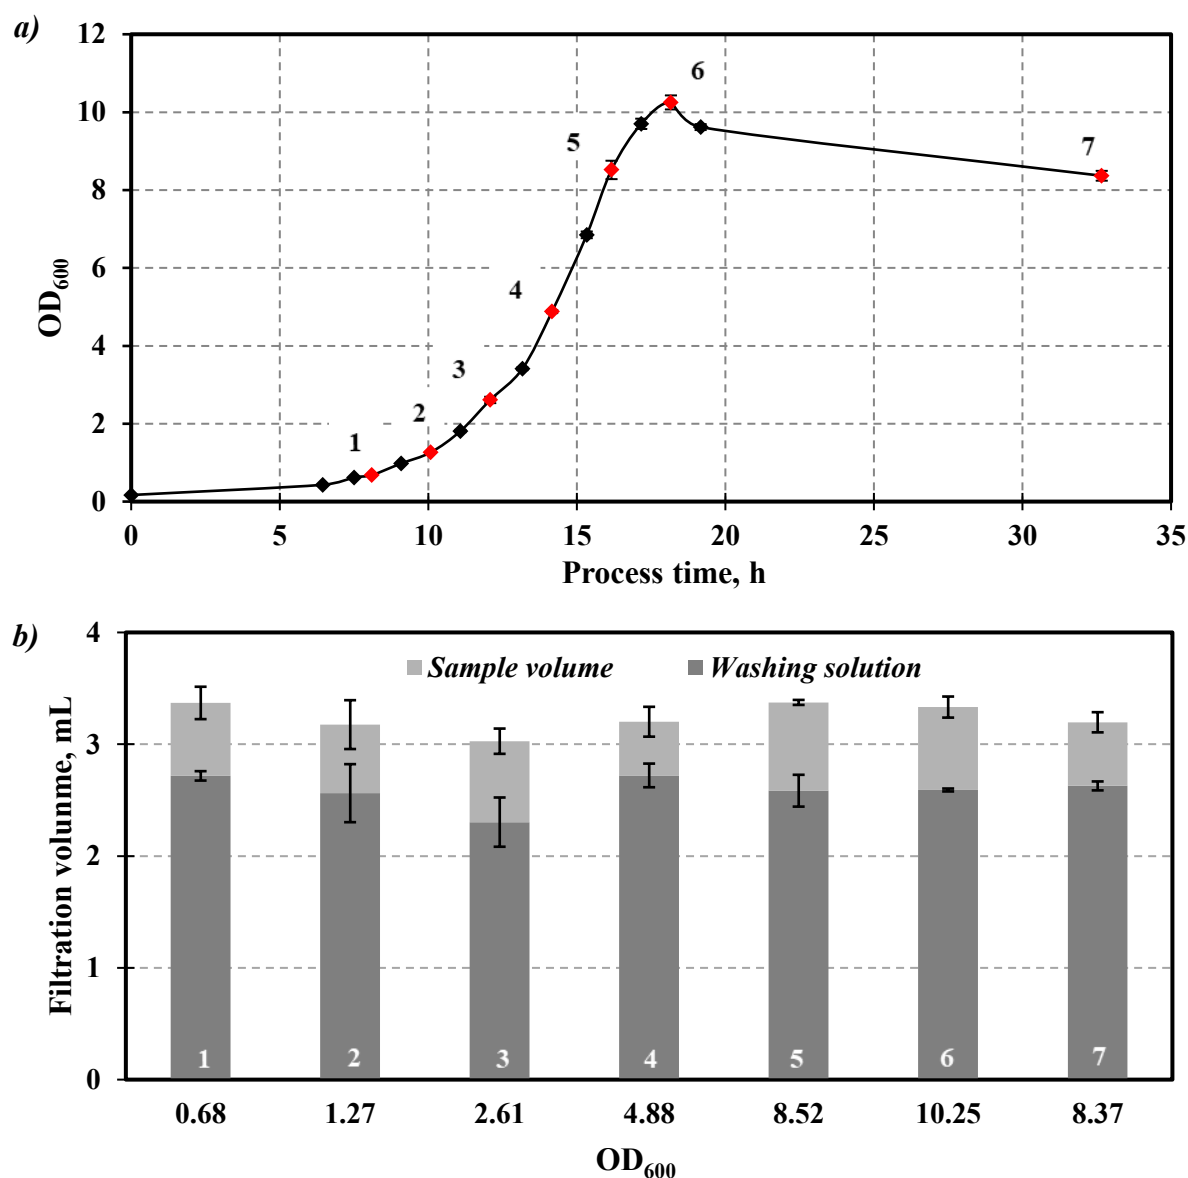 a)
12
10
8
6
4
2
0
OD600
1
2
3
4
5
6
7
0 5 10 15 20 25 30 35
Process time, h
b)
4
3
2
1
0
Filtration volunme, mL
Sample volume Washing solution
1 2 3 4 5 6 7
0.68 1.27 2.61 4.88 8.52 10.25 8.37
OD600